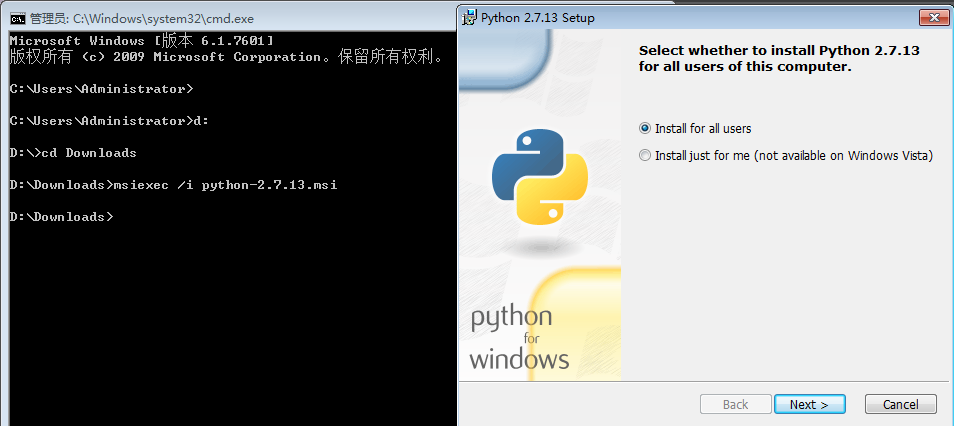 管理员: C:\Windows\system32\cmd.exe
Microsoft Windows [版本 6.1.7601]
版权所有 (c) 2009 Microsoft Corporation。保留所有权利。
C:\Users\Administrator>
C:\Users\Administrator>d:
D:\>cd Downloads
D:\Downloads>msiexec /i python-2.7.13.msi
D:\Downloads>
Python 2.7.13 Setup
Select whether to install Python 2.7.13
for all users of this computer.
Install for all users
Install just for me (not available on Windows Vista)
python
for
windows
Back
Next >
Cancel